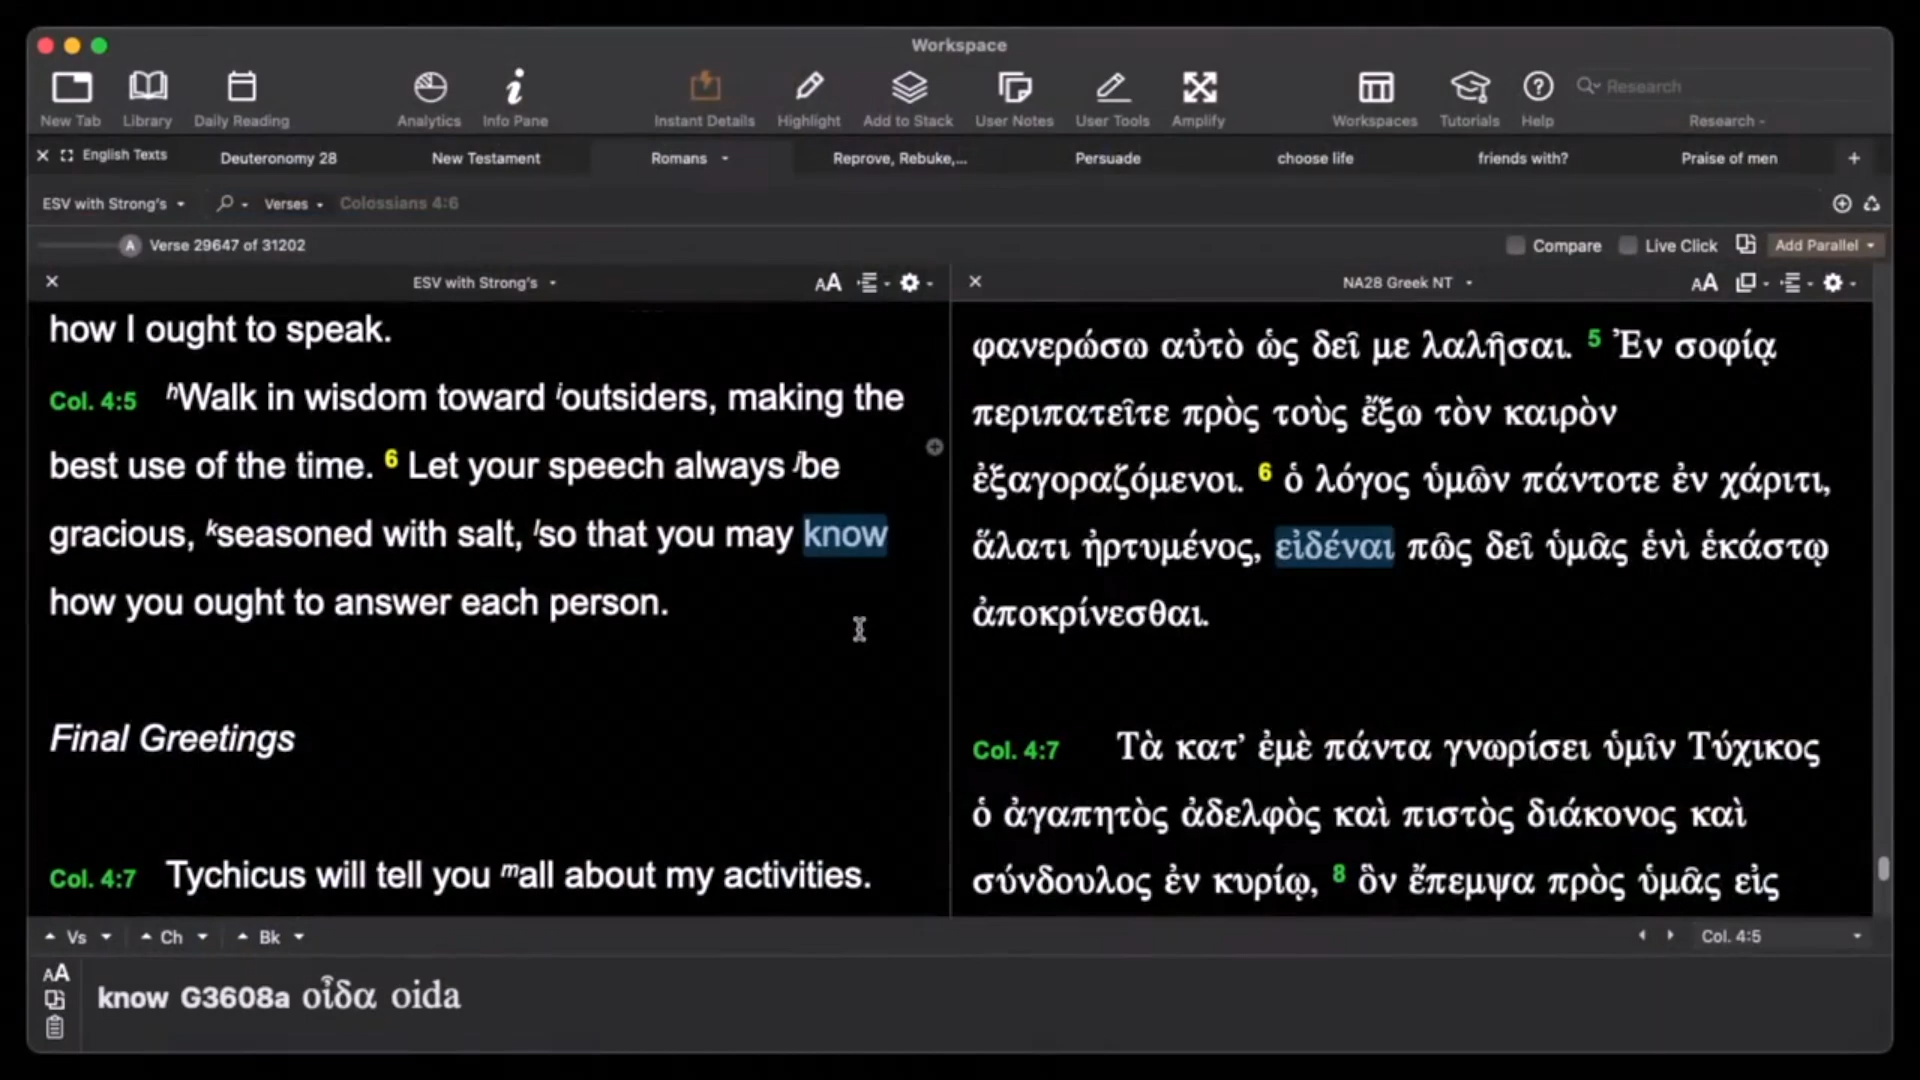 Workspace
New Tab Library Daily Reading Analytics Info Pane Instant Details Highlight Add to Stack User Notes User Tools Amplify Workspaces Tutorials Help Research
Research
English Texts Deuteronomy 28 New Testament Romans Reprove, Rebuke,... Persuade choose life friends with? Praise of men
ESV with Strong's Verses Colossians 4:6
A Verse 29647 of 31202 Compare Live Click Add Parallel
ESV with Strong's AA
how I ought to speak.
Col. 4:5 hWalk in wisdom toward ioutsiders, making the
best use of the time. 6 Let your speech always jbe
gracious, kseasoned with salt, lso that you may know
how you ought to answer each person.
Final Greetings
Col. 4:7 Tychicus will tell you mall about my activities.
NA28 Greek NT AA
φανερώσω αὐτὸ ὡς δεῖ με λαλῆσαι. 5 Ἐν σοφίᾳ
περιπατεῖτε πρὸς τοὺς ἔξω τὸν καιρὸν
ἐξαγοραζόμενοι. 6 ὁ λόγος ὑμῶν πάντοτε ἐν χάριτι,
ἅλατι ἠρτυμένος, εἰδέναι πῶς δεῖ ὑμᾶς ἑνὶ ἑκάστῳ
ἀποκρίνεσθαι.
Col. 4:7 Τὰ κατ’ ἐμὲ πάντα γνωρίσει ὑμῖν Τύχικος
ὁ ἀγαπητὸς ἀδελφὸς καὶ πιστὸς διάκονος καὶ
σύνδουλος ἐν κυρίῳ, 8 ὃν ἔπεμψα πρὸς ὑμᾶς εἰς
Vs Ch Bk Col. 4:5
AA
know G3608a οἶδα oida